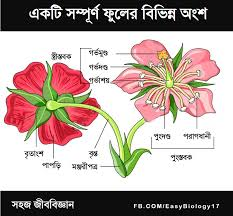 একটি সম্পূর্ণ ফুলের বিভিন্ন অংশ
স্ত্রীস্তবক
গর্ভমুণ্ড
গর্ভদণ্ড
গর্ভাশয়
পুংদণ্ড
পরাগধানী
পুংস্তবক
বৃত্যংশ
পাপড়ি
বৃন্ত
মঞ্জরীপত্র
সহজ জীববিজ্ঞান
FB.COM/EasyBiology17